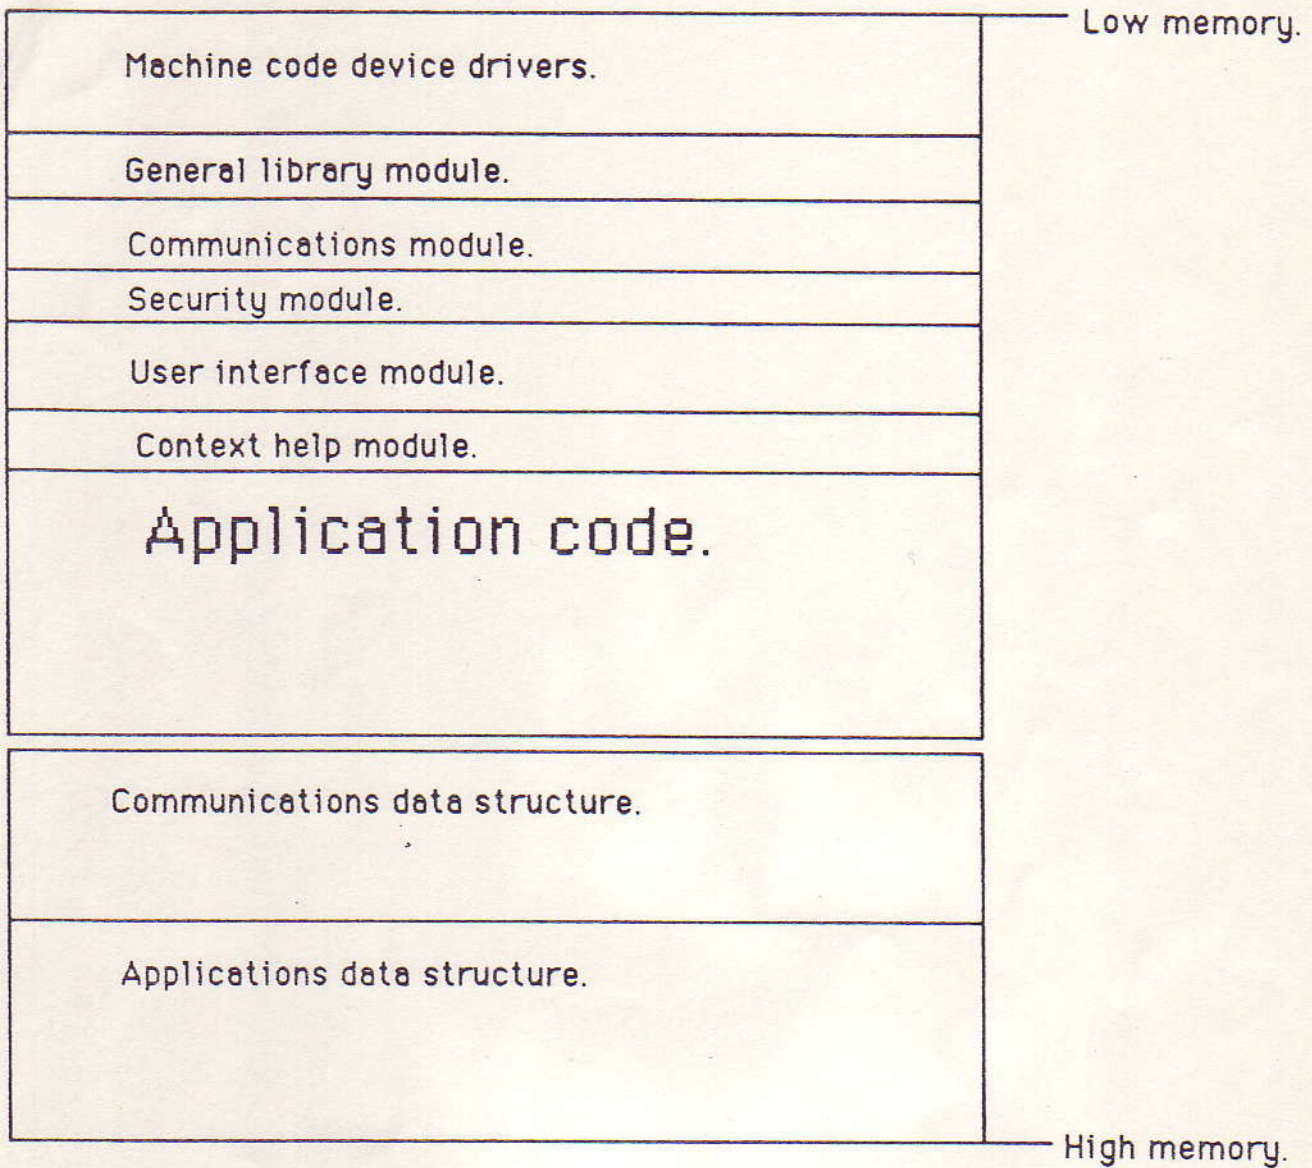 Low memory.
Machine code device drivers.
General library module.
Communications module.
Security module.
User interface module.
Context help module.
Application code.
Communications data structure.
Applications data structure.
High memory.